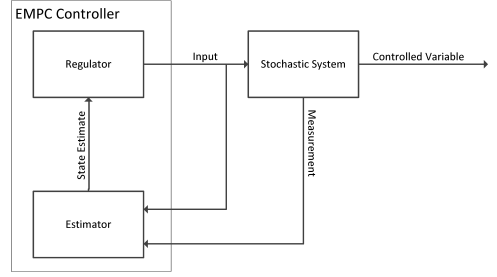 EMPC Controller
Regulator
Input
Stochastic System
Controlled Variable
State Estimate
Measurement
Estimator